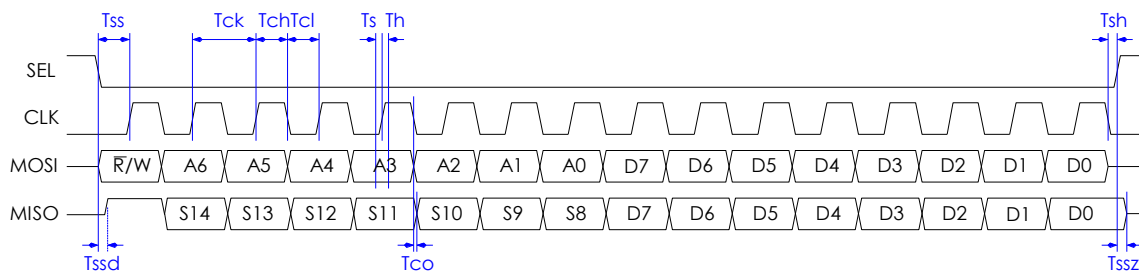 Tss Tck TchTcl Ts Th Tsh
SEL
CLK
MOSI R̅/W A6 A5 A4 A3 A2 A1 A0 D7 D6 D5 D4 D3 D2 D1 D0
MISO S14 S13 S12 S11 S10 S9 S8 D7 D6 D5 D4 D3 D2 D1 D0
Tssd Tco Tssz